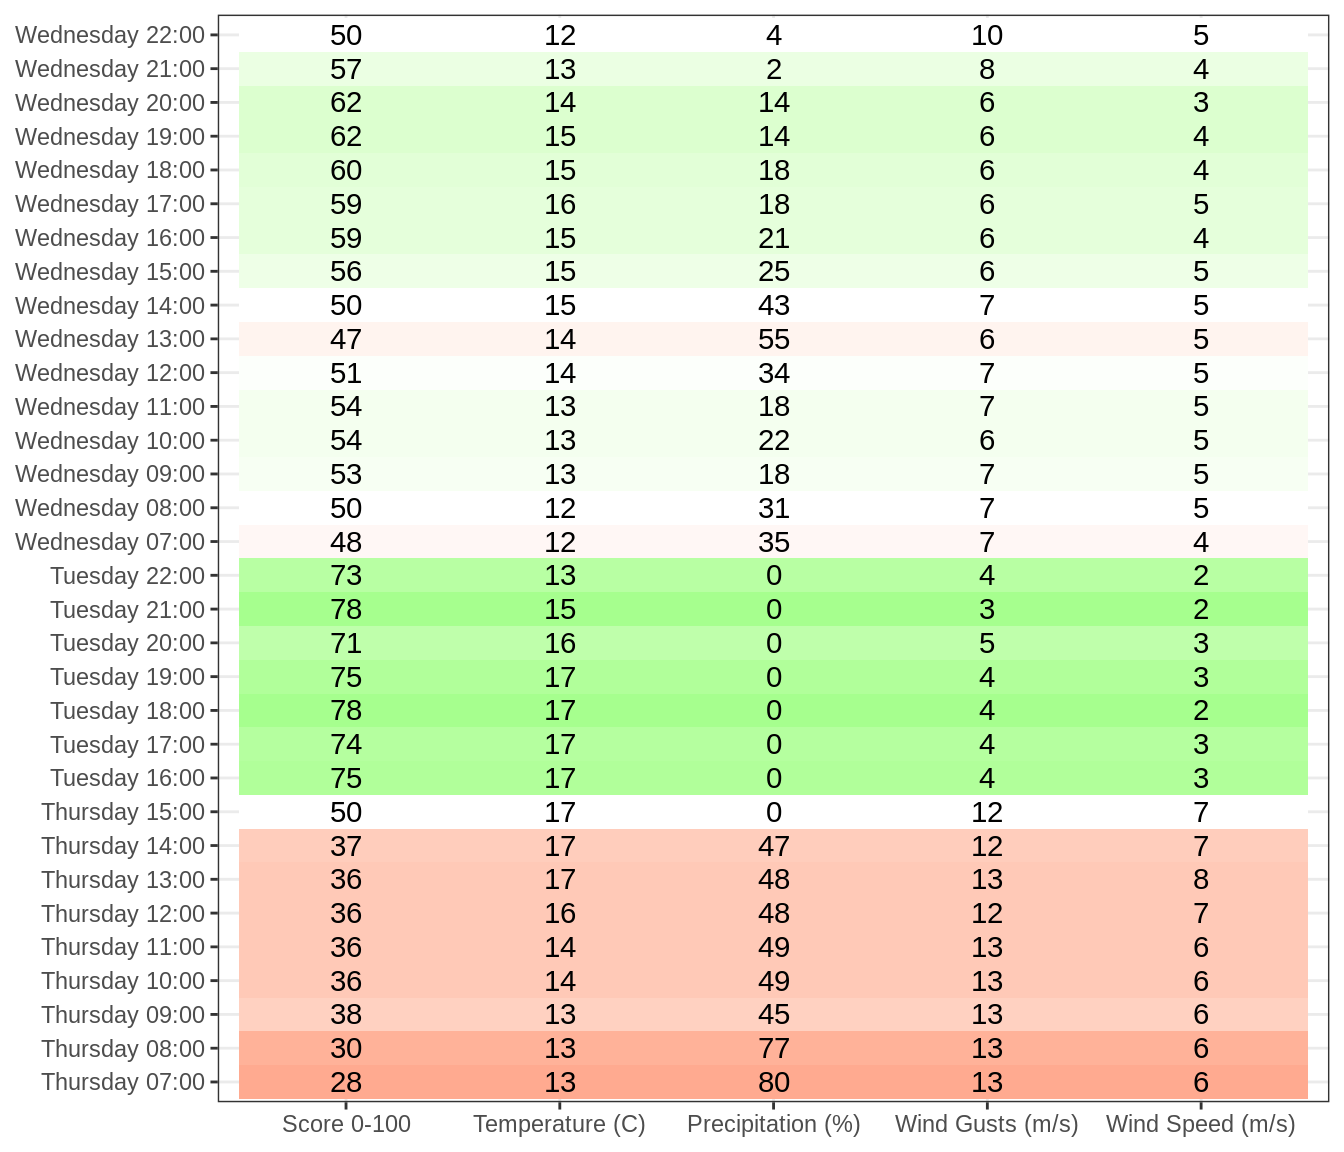 Wednesday 22:00 50 12 4 10 5
Wednesday 21:00 57 13 2 8 4
Wednesday 20:00 62 14 14 6 3
Wednesday 19:00 62 15 14 6 4
Wednesday 18:00 60 15 18 6 4
Wednesday 17:00 59 16 18 6 5
Wednesday 16:00 59 15 21 6 4
Wednesday 15:00 56 15 25 6 5
Wednesday 14:00 50 15 43 7 5
Wednesday 13:00 47 14 55 6 5
Wednesday 12:00 51 14 34 7 5
Wednesday 11:00 54 13 18 7 5
Wednesday 10:00 54 13 22 6 5
Wednesday 09:00 53 13 18 7 5
Wednesday 08:00 50 12 31 7 5
Wednesday 07:00 48 12 35 7 4
Tuesday 22:00 73 13 0 4 2
Tuesday 21:00 78 15 0 3 2
Tuesday 20:00 71 16 0 5 3
Tuesday 19:00 75 17 0 4 3
Tuesday 18:00 78 17 0 4 2
Tuesday 17:00 74 17 0 4 3
Tuesday 16:00 75 17 0 4 3
Thursday 15:00 50 17 0 12 7
Thursday 14:00 37 17 47 12 7
Thursday 13:00 36 17 48 13 8
Thursday 12:00 36 16 48 12 7
Thursday 11:00 36 14 49 13 6
Thursday 10:00 36 14 49 13 6
Thursday 09:00 38 13 45 13 6
Thursday 08:00 30 13 77 13 6
Thursday 07:00 28 13 80 13 6
Score 0-100 Temperature (C) Precipitation (%) Wind Gusts (m/s) Wind Speed (m/s)